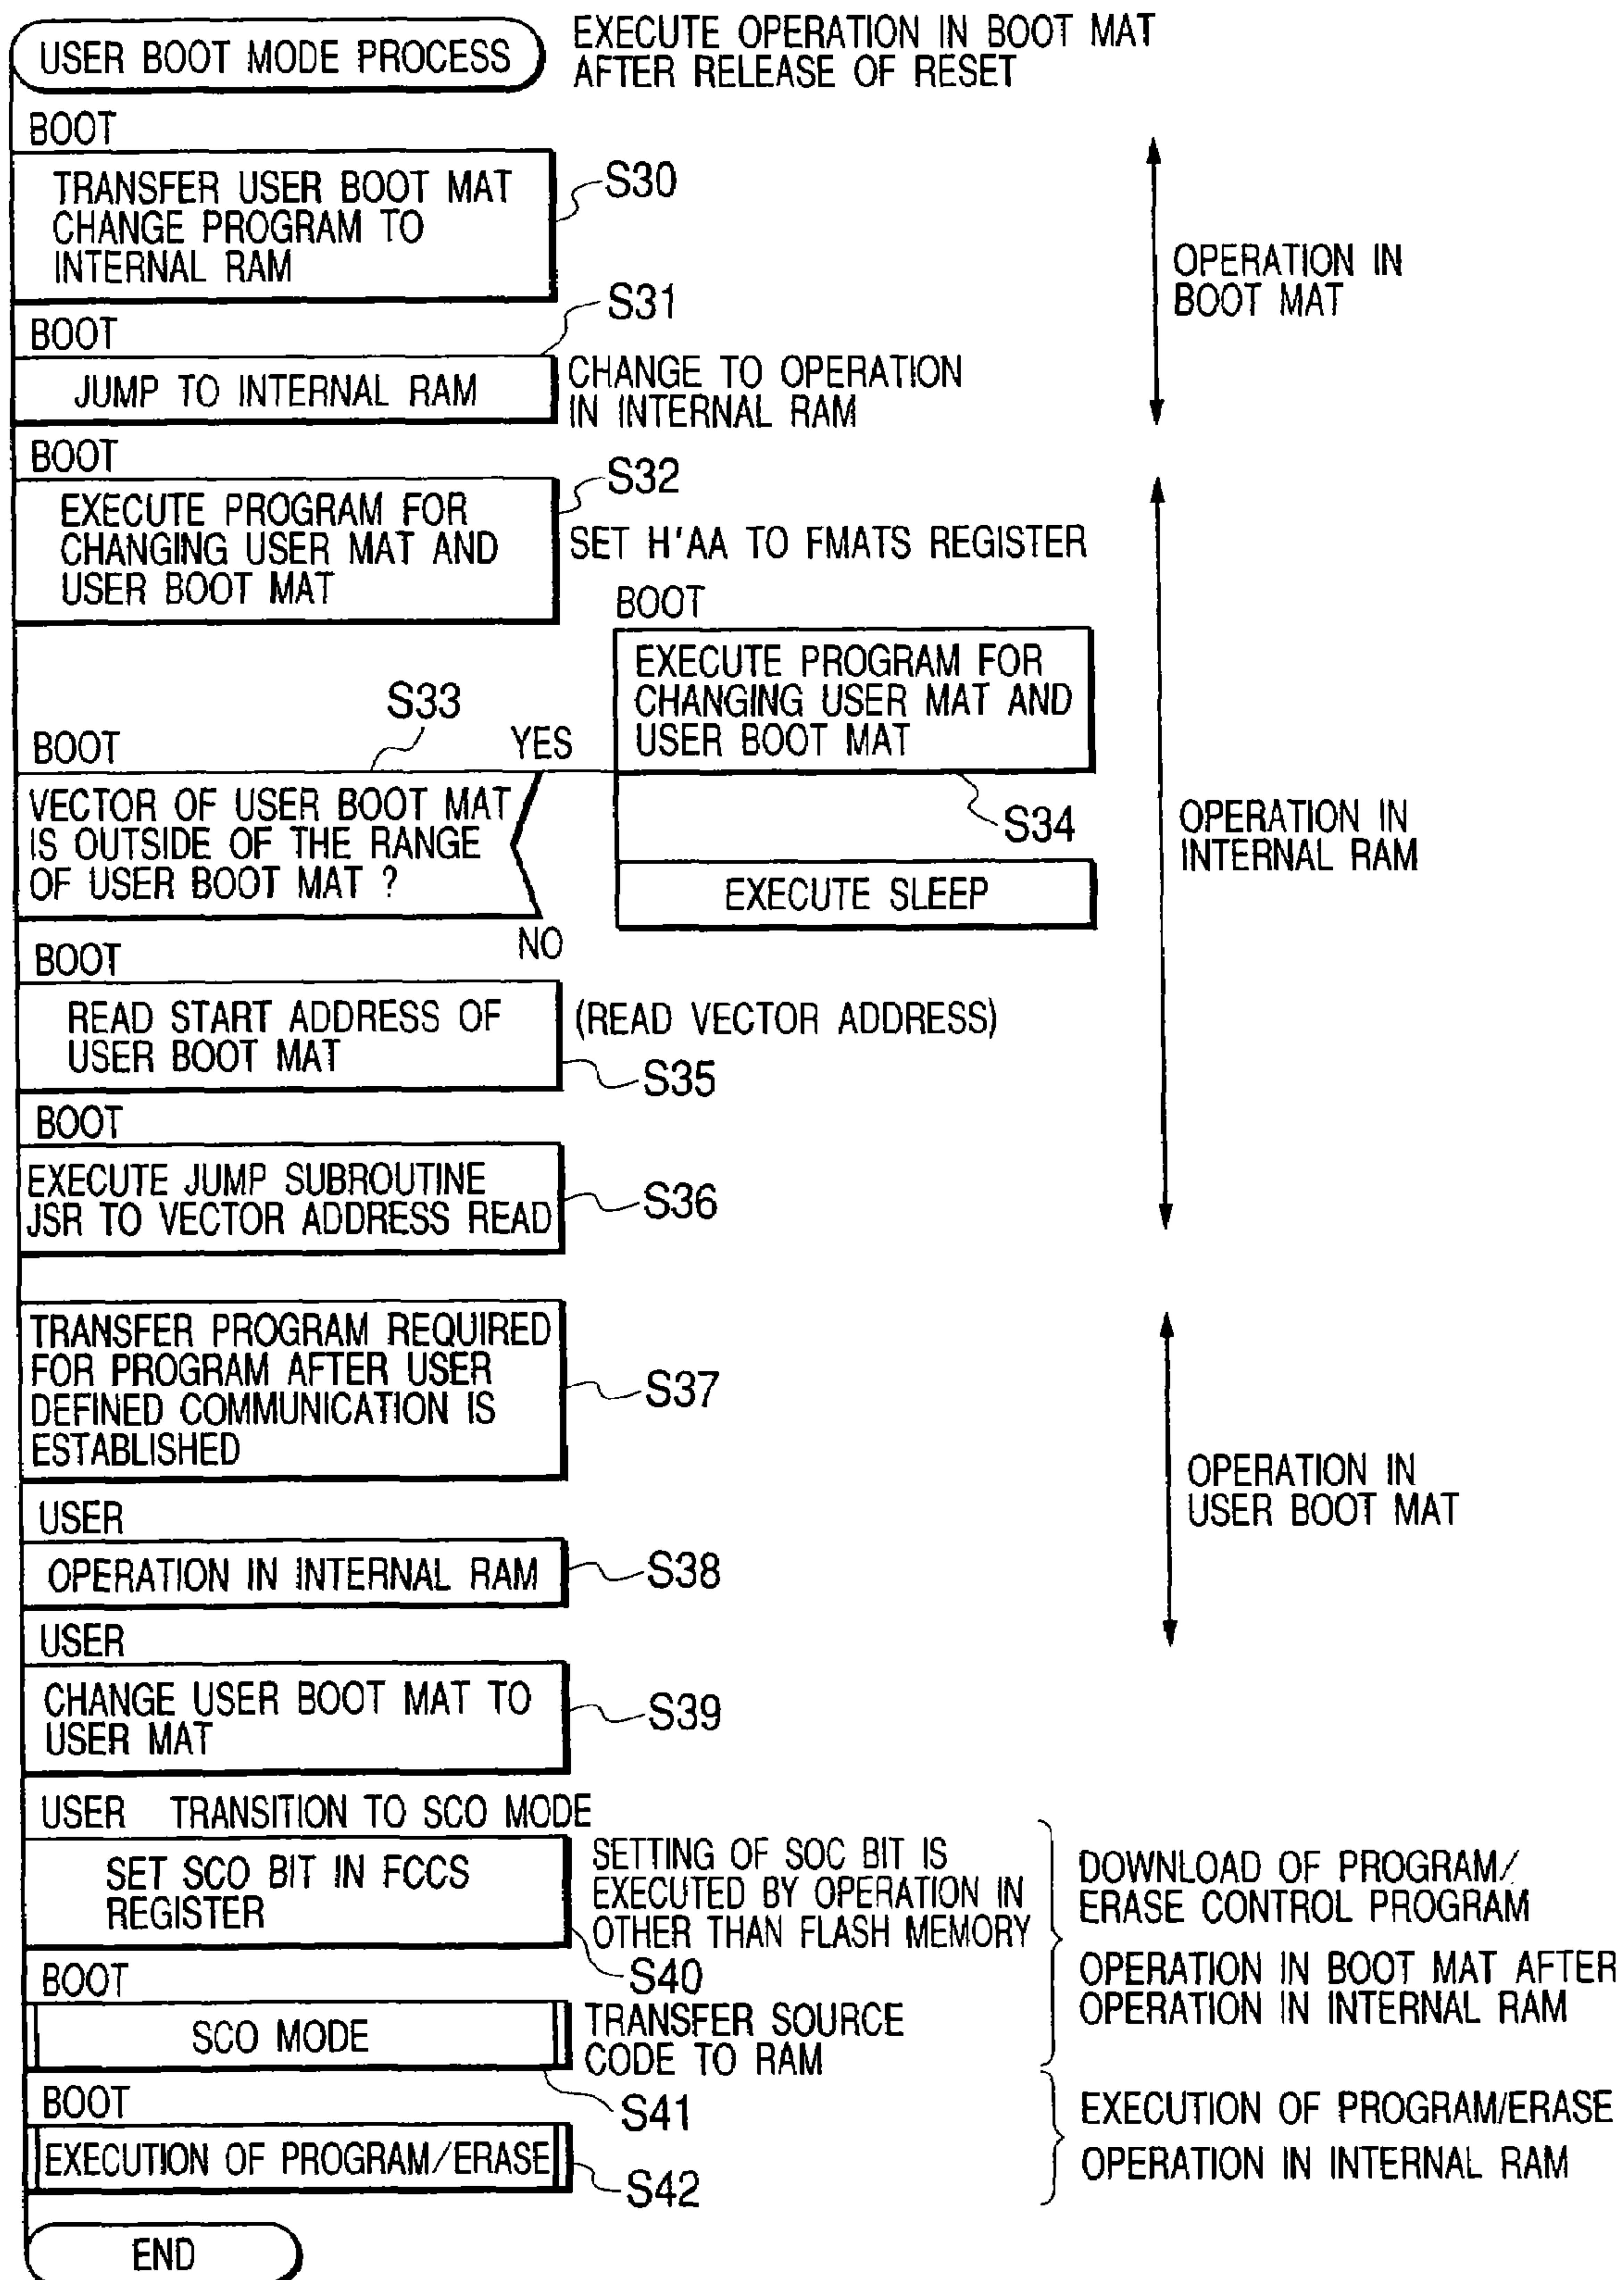 USER BOOT MODE PROCESS
EXECUTE OPERATION IN BOOT MAT
AFTER RELEASE OF RESET
BOOT
TRANSFER USER BOOT MAT
CHANGE PROGRAM TO
INTERNAL RAM
S30
OPERATION IN
BOOT MAT
BOOT
S31
JUMP TO INTERNAL RAM
CHANGE TO OPERATION
IN INTERNAL RAM
BOOT
S32
EXECUTE PROGRAM FOR
CHANGING USER MAT AND
USER BOOT MAT
SET H'AA TO FMATS REGISTER
BOOT
EXECUTE PROGRAM FOR
CHANGING USER MAT AND
USER BOOT MAT
S33
BOOT
YES
VECTOR OF USER BOOT MAT
IS OUTSIDE OF THE RANGE
OF USER BOOT MAT ?
S34
EXECUTE SLEEP
OPERATION IN
INTERNAL RAM
NO
BOOT
READ START ADDRESS OF
USER BOOT MAT
(READ VECTOR ADDRESS)
S35
BOOT
EXECUTE JUMP SUBROUTINE
JSR TO VECTOR ADDRESS READ
S36
TRANSFER PROGRAM REQUIRED
FOR PROGRAM AFTER USER
DEFINED COMMUNICATION IS
ESTABLISHED
S37
OPERATION IN
USER BOOT MAT
USER
OPERATION IN INTERNAL RAM
S38
USER
CHANGE USER BOOT MAT TO
USER MAT
S39
USER TRANSITION TO SCO MODE
SET SCO BIT IN FCCS
REGISTER
SETTING OF SOC BIT IS
EXECUTED BY OPERATION IN
OTHER THAN FLASH MEMORY
S40
DOWNLOAD OF PROGRAM/
ERASE CONTROL PROGRAM
OPERATION IN BOOT MAT AFTER
OPERATION IN INTERNAL RAM
BOOT
SCO MODE
TRANSFER SOURCE
CODE TO RAM
S41
BOOT
EXECUTION OF PROGRAM/ERASE
S42
EXECUTION OF PROGRAM/ERASE
OPERATION IN INTERNAL RAM
END